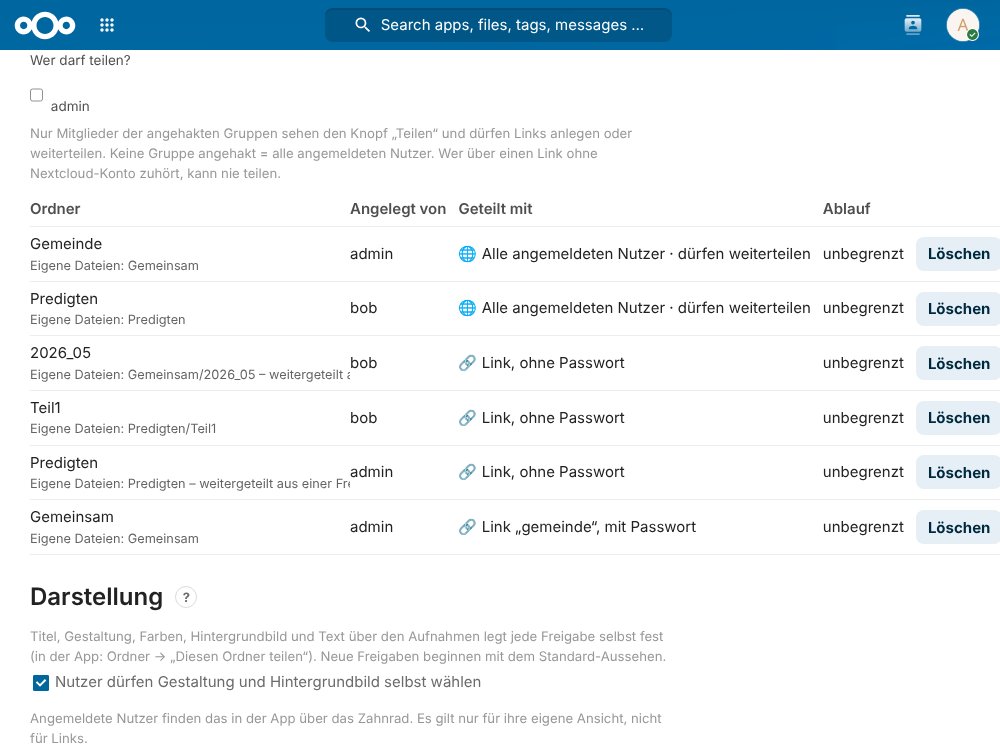 Search apps, files, tags, messages ...
A
Wer darf teilen?
admin
Nur Mitglieder der angehakten Gruppen sehen den Knopf „Teilen“ und dürfen Links anlegen oder
weiterteilen. Keine Gruppe angehakt = alle angemeldeten Nutzer. Wer über einen Link ohne
Nextcloud-Konto zuhört, kann nie teilen.
Ordner Angelegt von Geteilt mit Ablauf
Gemeinde
Eigene Dateien: Gemeinsam
admin 🌐 Alle angemeldeten Nutzer · dürfen weiterteilen unbegrenzt Löschen
Predigten
Eigene Dateien: Predigten
bob 🌐 Alle angemeldeten Nutzer · dürfen weiterteilen unbegrenzt Löschen
2026_05
Eigene Dateien: Gemeinsam/2026_05 – weitergeteilt
bob 🔗 Link, ohne Passwort unbegrenzt Löschen
Teil1
Eigene Dateien: Predigten/Teil1
bob 🔗 Link, ohne Passwort unbegrenzt Löschen
Predigten
Eigene Dateien: Predigten – weitergeteilt aus einer
admin 🔗 Link, ohne Passwort unbegrenzt Löschen
Gemeinsam
Eigene Dateien: Gemeinsam
admin 🔗 Link „gemeinde“, mit Passwort unbegrenzt Löschen
Darstellung ?
Titel, Gestaltung, Farben, Hintergrundbild und Text über den Aufnahmen legt jede Freigabe selbst fest
(in der App: Ordner → „Diesen Ordner teilen“). Neue Freigaben beginnen mit dem Standard-Aussehen.
Nutzer dürfen Gestaltung und Hintergrundbild selbst wählen
Angemeldete Nutzer finden das in der App über das Zahnrad. Es gilt nur für ihre eigene Ansicht, nicht
für Links.